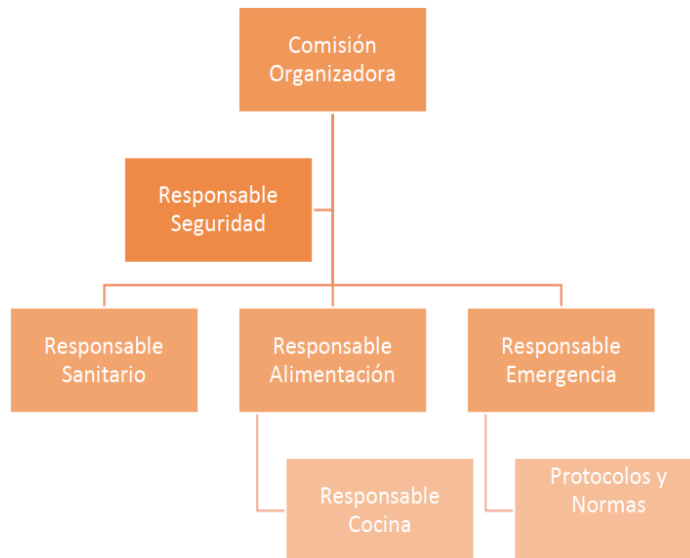 Comisión
Organizadora
Responsable
Seguridad
Responsable
Sanitario
Responsable
Alimentación
Responsable
Emergencia
Responsable
Cocina
Protocolos y
Normas